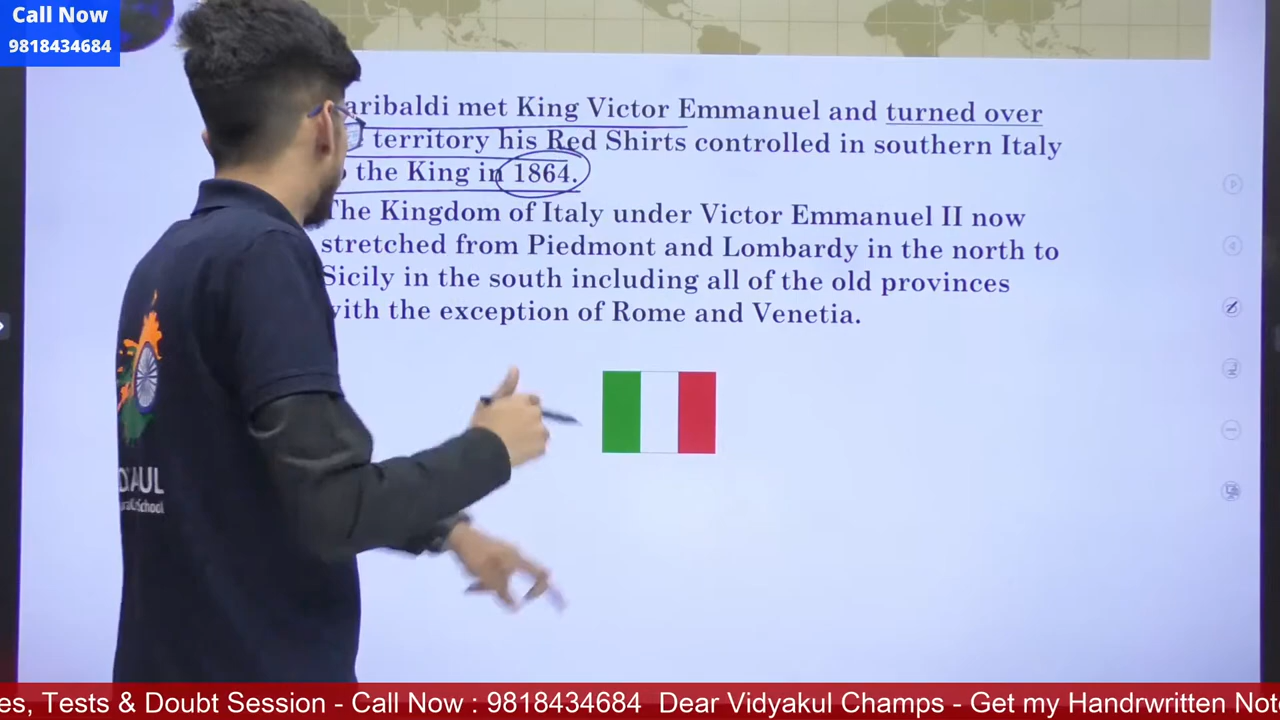 Call Now
9818434684
aribaldi met King Victor Emmanuel and turned over
territory his Red Shirts controlled in southern Italy
the King in 1864.
The Kingdom of Italy under Victor Emmanuel II now
stretched from Piedmont and Lombardy in the north to
Sicily in the south including all of the old provinces
with the exception of Rome and Venetia.
es, Tests & Doubt Session - Call Now : 9818434684 Dear Vidyakul Champs - Get my Handrwritten Not